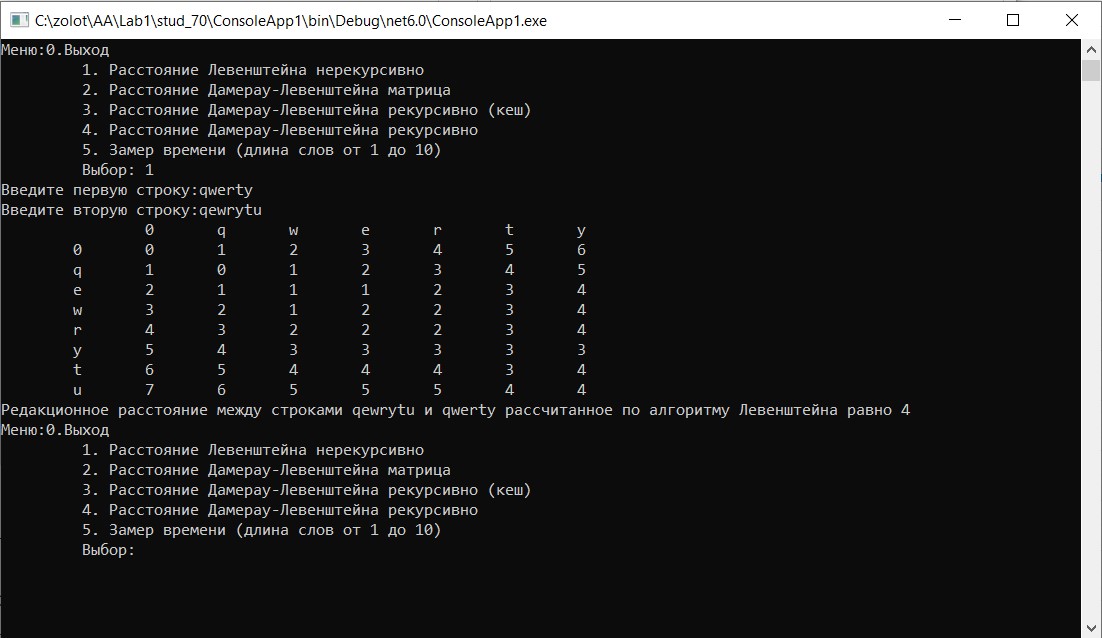 C:\zolot\AA\Lab1\stud_70\ConsoleApp1\bin\Debug\net6.0\ConsoleApp1.exe
Меню:0.Выход
1. Расстояние Левенштейна нерекурсивно
2. Расстояние Дамерау-Левенштейна матрица
3. Расстояние Дамерау-Левенштейна рекурсивно (кеш)
4. Расстояние Дамерау-Левенштейна рекурсивно
5. Замер времени (длина слов от 1 до 10)
Выбор: 1
Введите первую строку:qwerty
Введите вторую строку:qewrytu
0 q w e r t y
0 0 1 2 3 4 5 6
q 1 0 1 2 3 4 5
e 2 1 1 1 2 3 4
w 3 2 1 2 2 3 4
r 4 3 2 2 2 3 4
y 5 4 3 3 3 3 3
t 6 5 4 4 4 3 4
u 7 6 5 5 5 4 4
Редакционное расстояние между строками qewrytu и qwerty рассчитанное по алгоритму Левенштейна равно 4
Меню:0.Выход
1. Расстояние Левенштейна нерекурсивно
2. Расстояние Дамерау-Левенштейна матрица
3. Расстояние Дамерау-Левенштейна рекурсивно (кеш)
4. Расстояние Дамерау-Левенштейна рекурсивно
5. Замер времени (длина слов от 1 до 10)
Выбор: